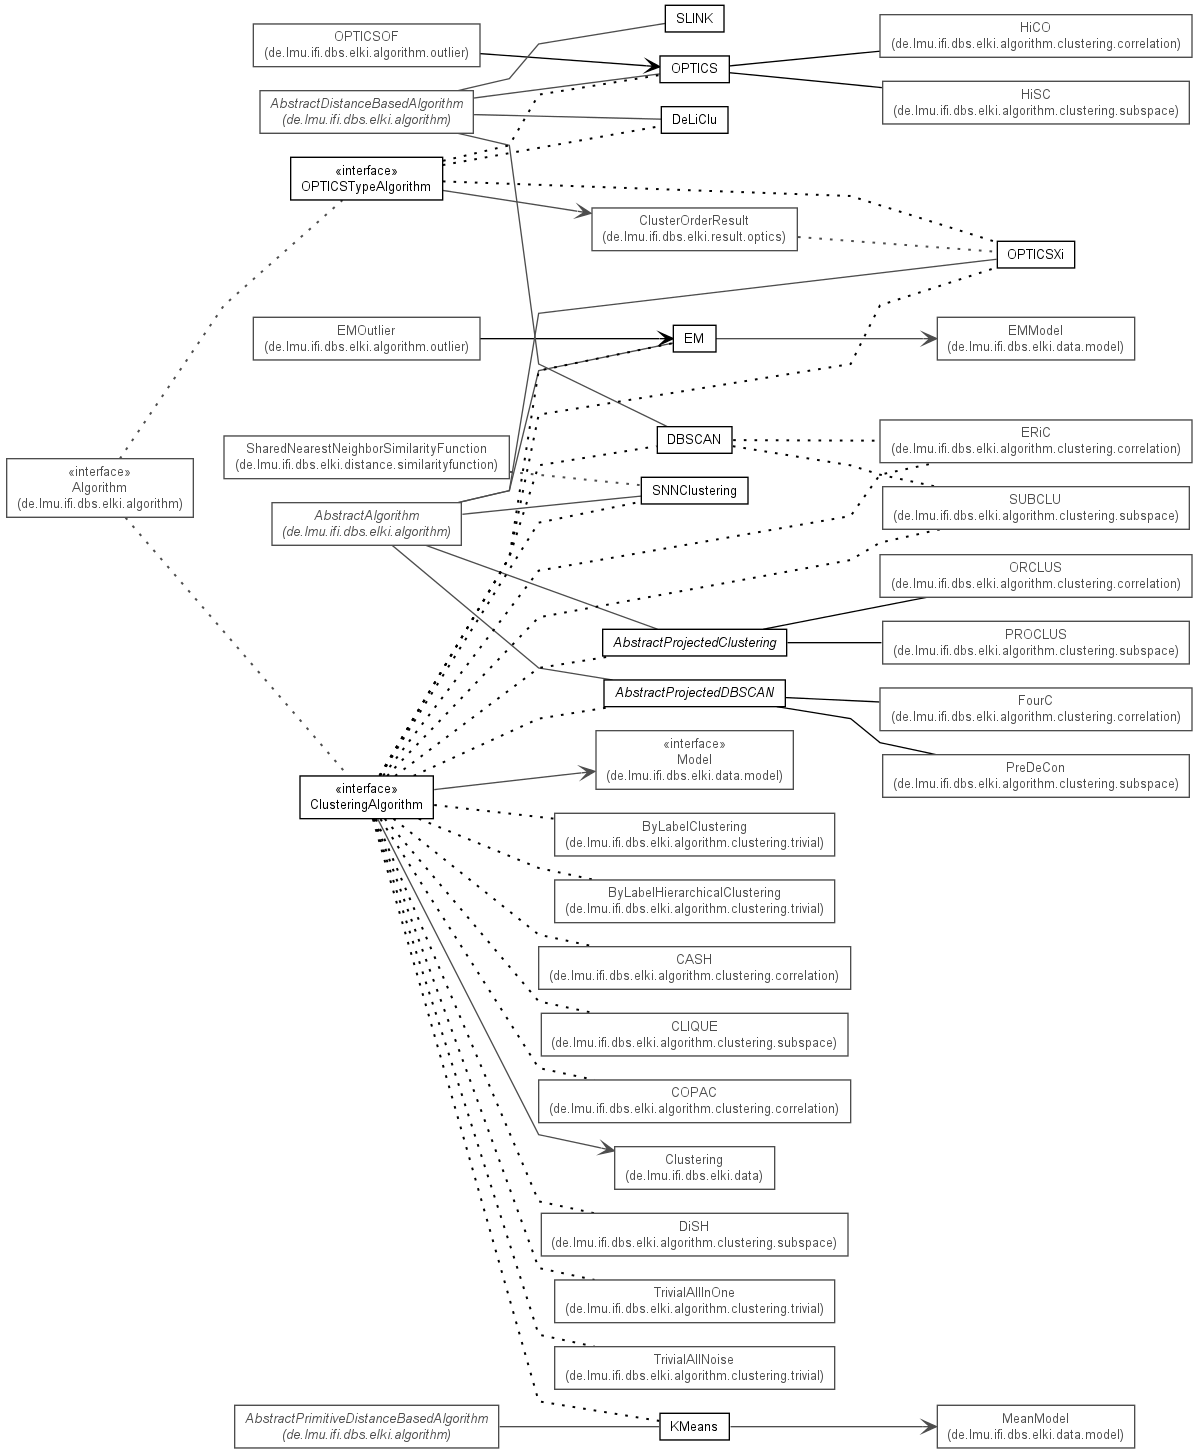 SLINK
OPTICSOF
(de.lmu.ifi.dbs.elki.algorithm.outlier)
HiCO
(de.lmu.ifi.dbs.elki.algorithm.clustering.correlation)
OPTICS
AbstractDistanceBasedAlgorithm
(de.lmu.ifi.dbs.elki.algorithm)
HiSC
(de.lmu.ifi.dbs.elki.algorithm.clustering.subspace)
DeLiClu
«interface»
OPTICSTypeAlgorithm
ClusterOrderResult
(de.lmu.ifi.dbs.elki.result.optics)
OPTICSXi
EMOutlier
(de.lmu.ifi.dbs.elki.algorithm.outlier)
EM
EMModel
(de.lmu.ifi.dbs.elki.data.model)
DBSCAN
ERiC
(de.lmu.ifi.dbs.elki.algorithm.clustering.correlation)
SharedNearestNeighborSimilarityFunction
(de.lmu.ifi.dbs.elki.distance.similarityfunction)
«interface»
Algorithm
(de.lmu.ifi.dbs.elki.algorithm)
SNNClustering
SUBCLU
(de.lmu.ifi.dbs.elki.algorithm.clustering.subspace)
AbstractAlgorithm
(de.lmu.ifi.dbs.elki.algorithm)
ORCLUS
(de.lmu.ifi.dbs.elki.algorithm.clustering.correlation)
AbstractProjectedClustering
PROCLUS
(de.lmu.ifi.dbs.elki.algorithm.clustering.subspace)
AbstractProjectedDBSCAN
FourC
(de.lmu.ifi.dbs.elki.algorithm.clustering.correlation)
«interface»
Model
(de.lmu.ifi.dbs.elki.data.model)
PreDeCon
(de.lmu.ifi.dbs.elki.algorithm.clustering.subspace)
«interface»
ClusteringAlgorithm
ByLabelClustering
(de.lmu.ifi.dbs.elki.algorithm.clustering.trivial)
ByLabelHierarchicalClustering
(de.lmu.ifi.dbs.elki.algorithm.clustering.trivial)
CASH
(de.lmu.ifi.dbs.elki.algorithm.clustering.correlation)
CLIQUE
(de.lmu.ifi.dbs.elki.algorithm.clustering.subspace)
COPAC
(de.lmu.ifi.dbs.elki.algorithm.clustering.correlation)
Clustering
(de.lmu.ifi.dbs.elki.data)
DiSH
(de.lmu.ifi.dbs.elki.algorithm.clustering.subspace)
TrivialAllInOne
(de.lmu.ifi.dbs.elki.algorithm.clustering.trivial)
TrivialAllNoise
(de.lmu.ifi.dbs.elki.algorithm.clustering.trivial)
AbstractPrimitiveDistanceBasedAlgorithm
(de.lmu.ifi.dbs.elki.algorithm)
KMeans
MeanModel
(de.lmu.ifi.dbs.elki.data.model)